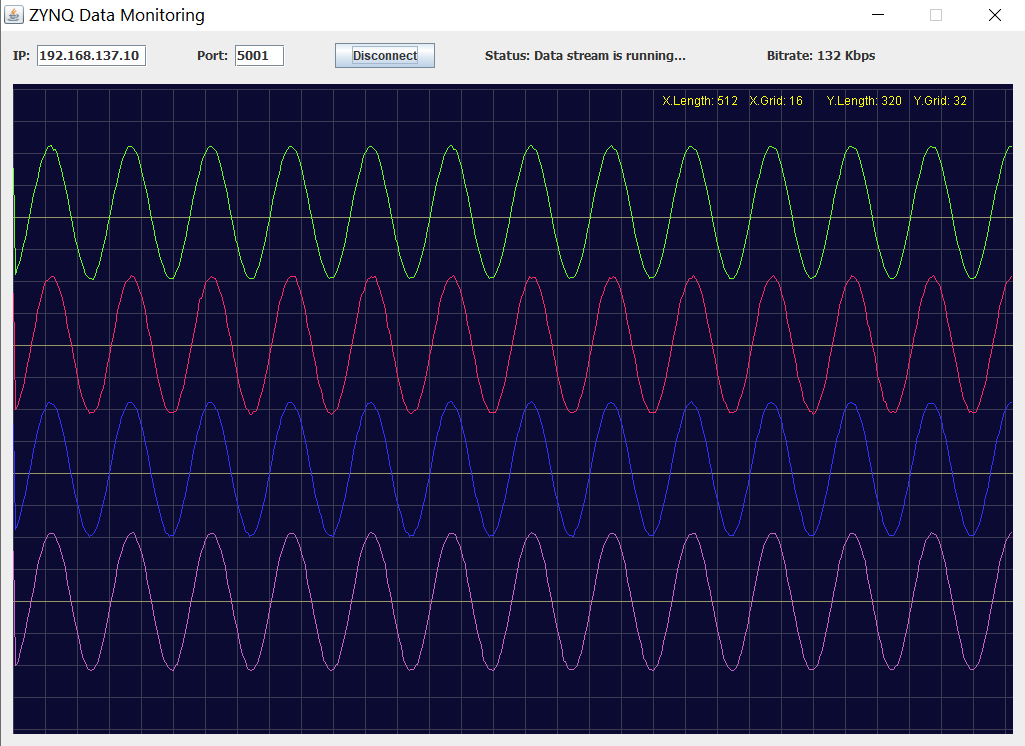 ZYNQ Data Monitoring
IP: 192.168.137.10 Port: 5001 Disconnect Status: Data stream is running... Bitrate: 132 Kbps
X.Length: 512 X.Grid: 16 Y.Length: 320 Y.Grid: 32